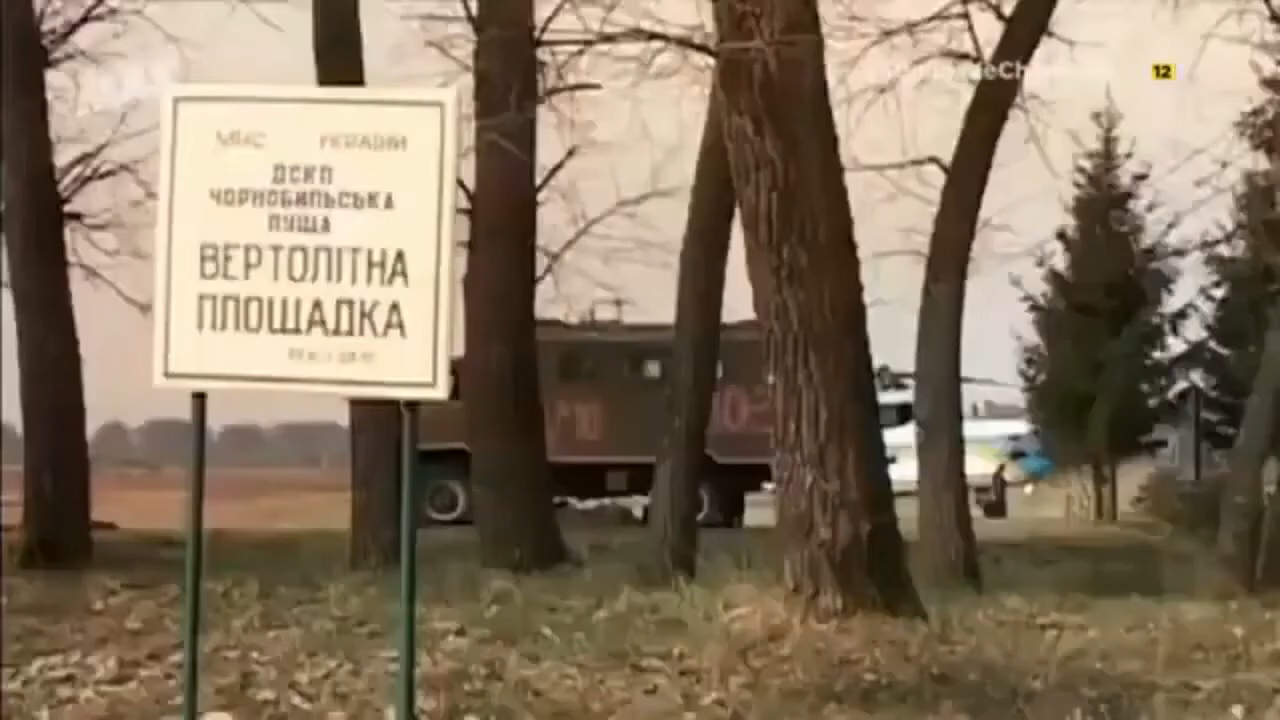 МНС УКРАЇНИ
ДСКП
ЧОРНОБИЛЬСЬКА
ПУЩА
ВЕРТОЛІТНА
ПЛОЩАДКА
12